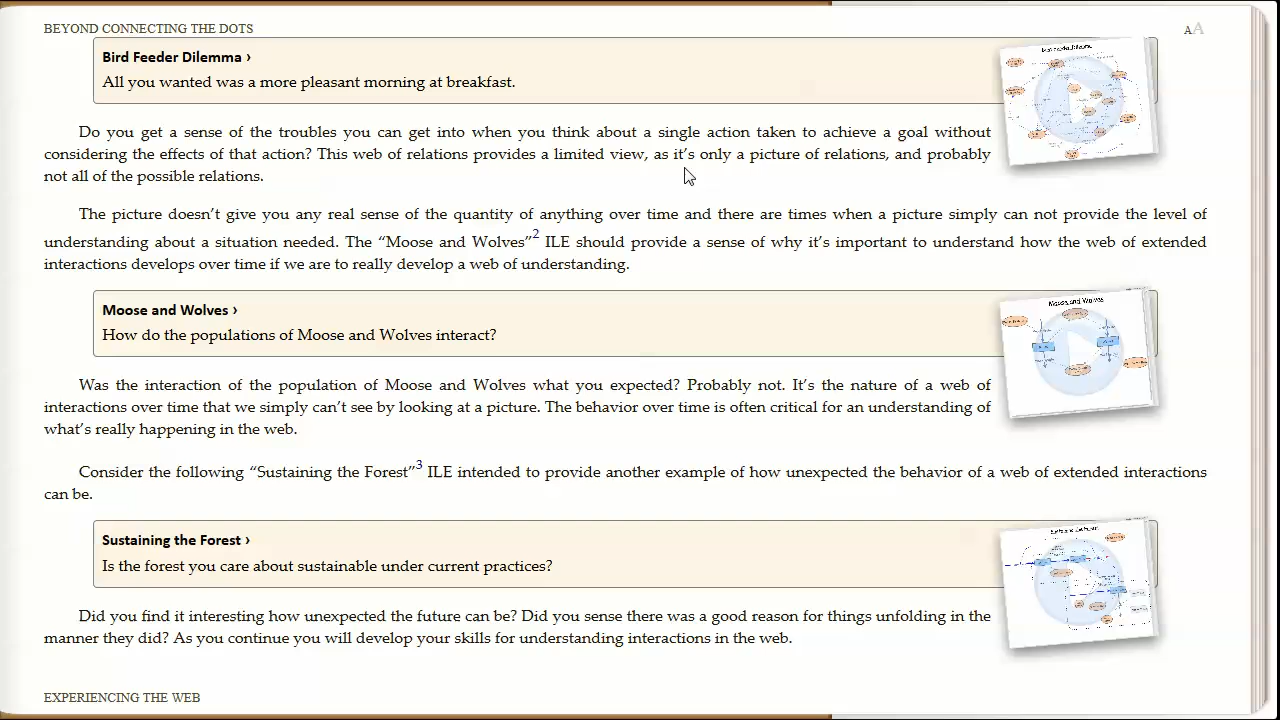 BEYOND CONNECTING THE DOTS
AA
Bird Feeder Dilemma ›
All you wanted was a more pleasant morning at breakfast.
Do you get a sense of the troubles you can get into when you think about a single action taken to achieve a goal without
considering the effects of that action? This web of relations provides a limited view, as it’s only a picture of relations, and probably
not all of the possible relations.
The picture doesn’t give you any real sense of the quantity of anything over time and there are times when a picture simply can not provide the level of
understanding about a situation needed. The “Moose and Wolves”2 ILE should provide a sense of why it’s important to understand how the web of extended
interactions develops over time if we are to really develop a web of understanding.
Moose and Wolves ›
How do the populations of Moose and Wolves interact?
Moose and Wolves
Was the interaction of the population of Moose and Wolves what you expected? Probably not. It’s the nature of a web of
interactions over time that we simply can’t see by looking at a picture. The behavior over time is often critical for an understanding of
what’s really happening in the web.
Consider the following “Sustaining the Forest”3 ILE intended to provide another example of how unexpected the behavior of a web of extended interactions
can be.
Sustaining the Forest ›
Is the forest you care about sustainable under current practices?
Did you find it interesting how unexpected the future can be? Did you sense there was a good reason for things unfolding in the
manner they did? As you continue you will develop your skills for understanding interactions in the web.
EXPERIENCING THE WEB